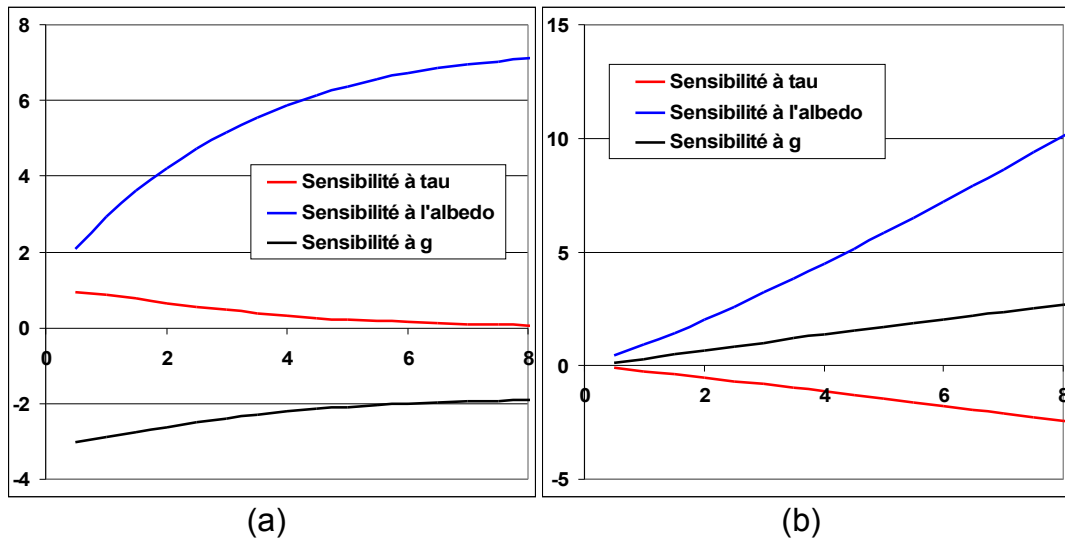 8
6
4
2
0
-2
-4
0
2
4
6
8
Sensibilité à tau
Sensibilité à l'albedo
Sensibilité à g
(a)
15
10
5
0
-5
0
2
4
6
8
Sensibilité à tau
Sensibilité à l'albedo
Sensibilité à g
(b)